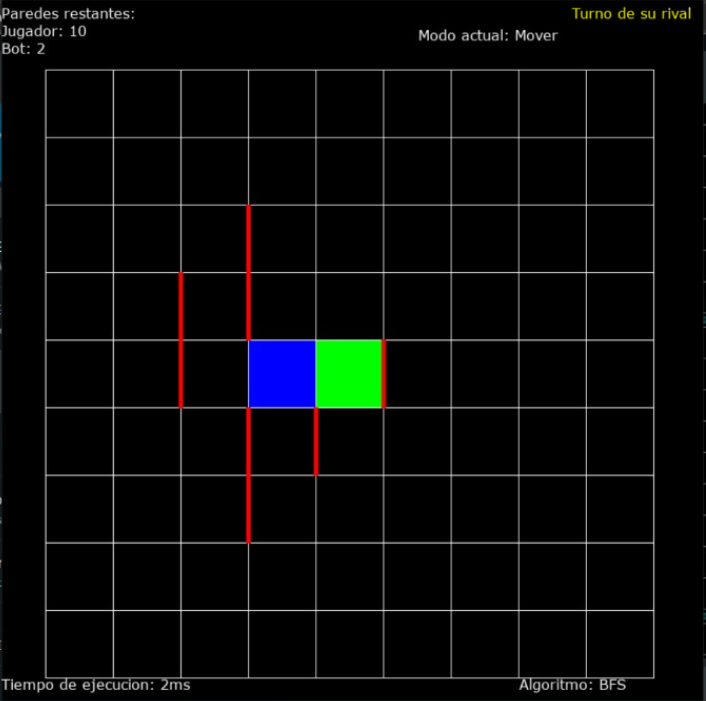 Paredes restantes:
Turno de su rival
Jugador: 10
Modo actual: Mover
Bot: 2
Tiempo de ejecucion: 2ms
Algoritmo: BFS